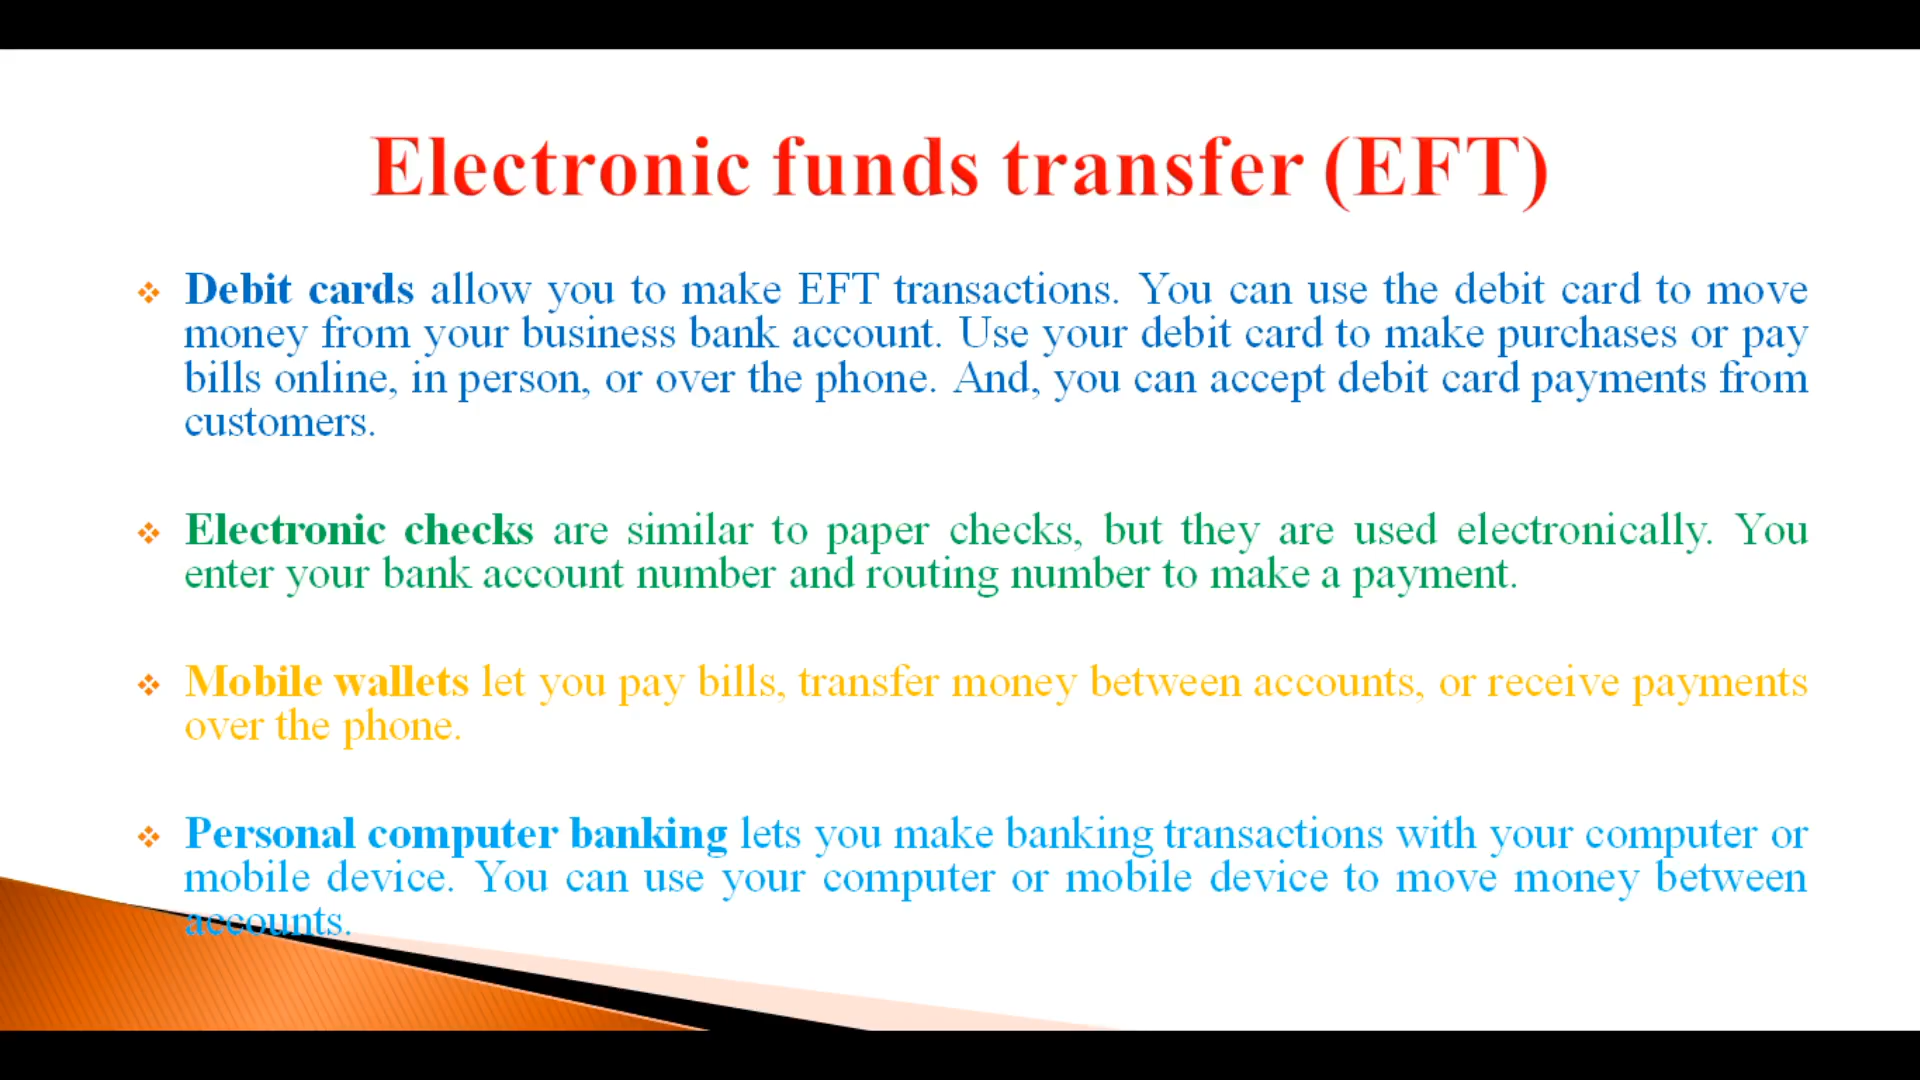 Electronic funds transfer (EFT)
Debit cards allow you to make EFT transactions. You can use the debit card to move
money from your business bank account. Use your debit card to make purchases or pay
bills online, in person, or over the phone. And, you can accept debit card payments from
customers.
Electronic checks are similar to paper checks, but they are used electronically. You
enter your bank account number and routing number to make a payment.
Mobile wallets let you pay bills, transfer money between accounts, or receive payments
over the phone.
Personal computer banking lets you make banking transactions with your computer or
mobile device. You can use your computer or mobile device to move money between
accounts.